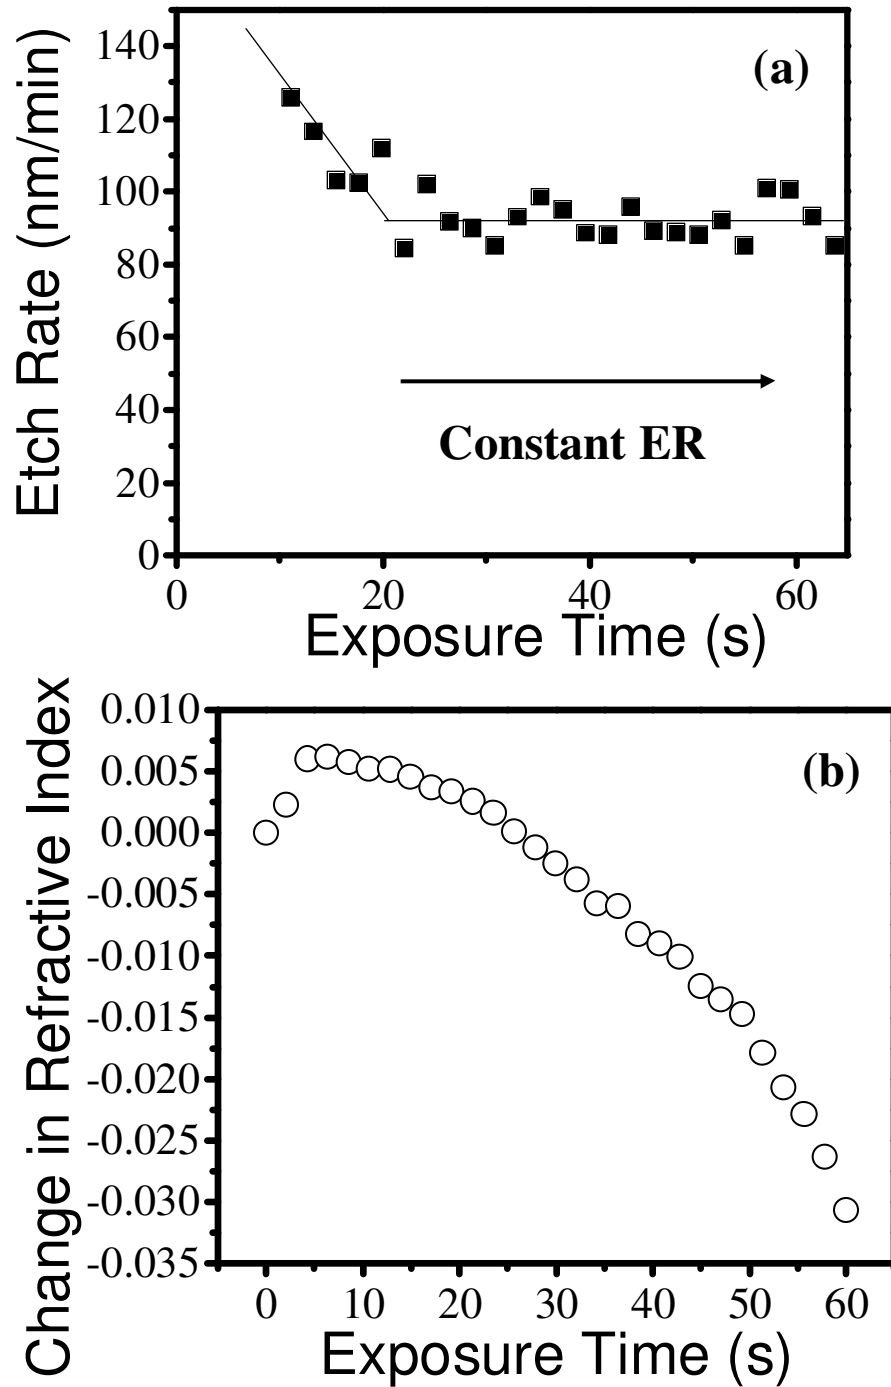 140
120
100
80
60
40
20
0
Etch Rate (nm/min)
(a)
Constant ER
0 20 40 60
Exposure Time (s)
0.010
0.005
0.000
-0.005
-0.010
-0.015
-0.020
-0.025
-0.030
-0.035
Change in Refractive Index
(b)
0 10 20 30 40 50 60
Exposure Time (s)